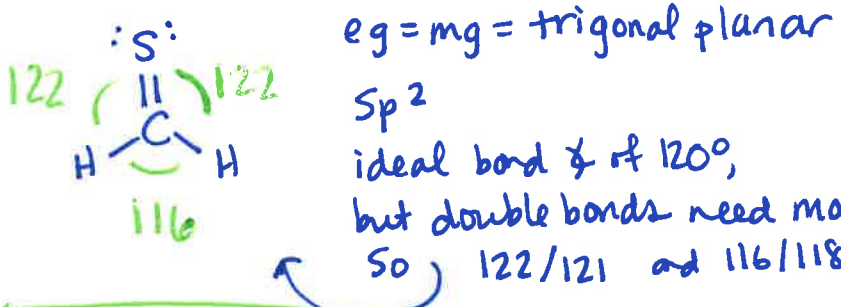 :S:
122 122
C
H H
116
eg = mg = trigonal planar
Sp²
ideal bond ∡ of 120°,
but double bonds need mo
So 122/121 and 116/118